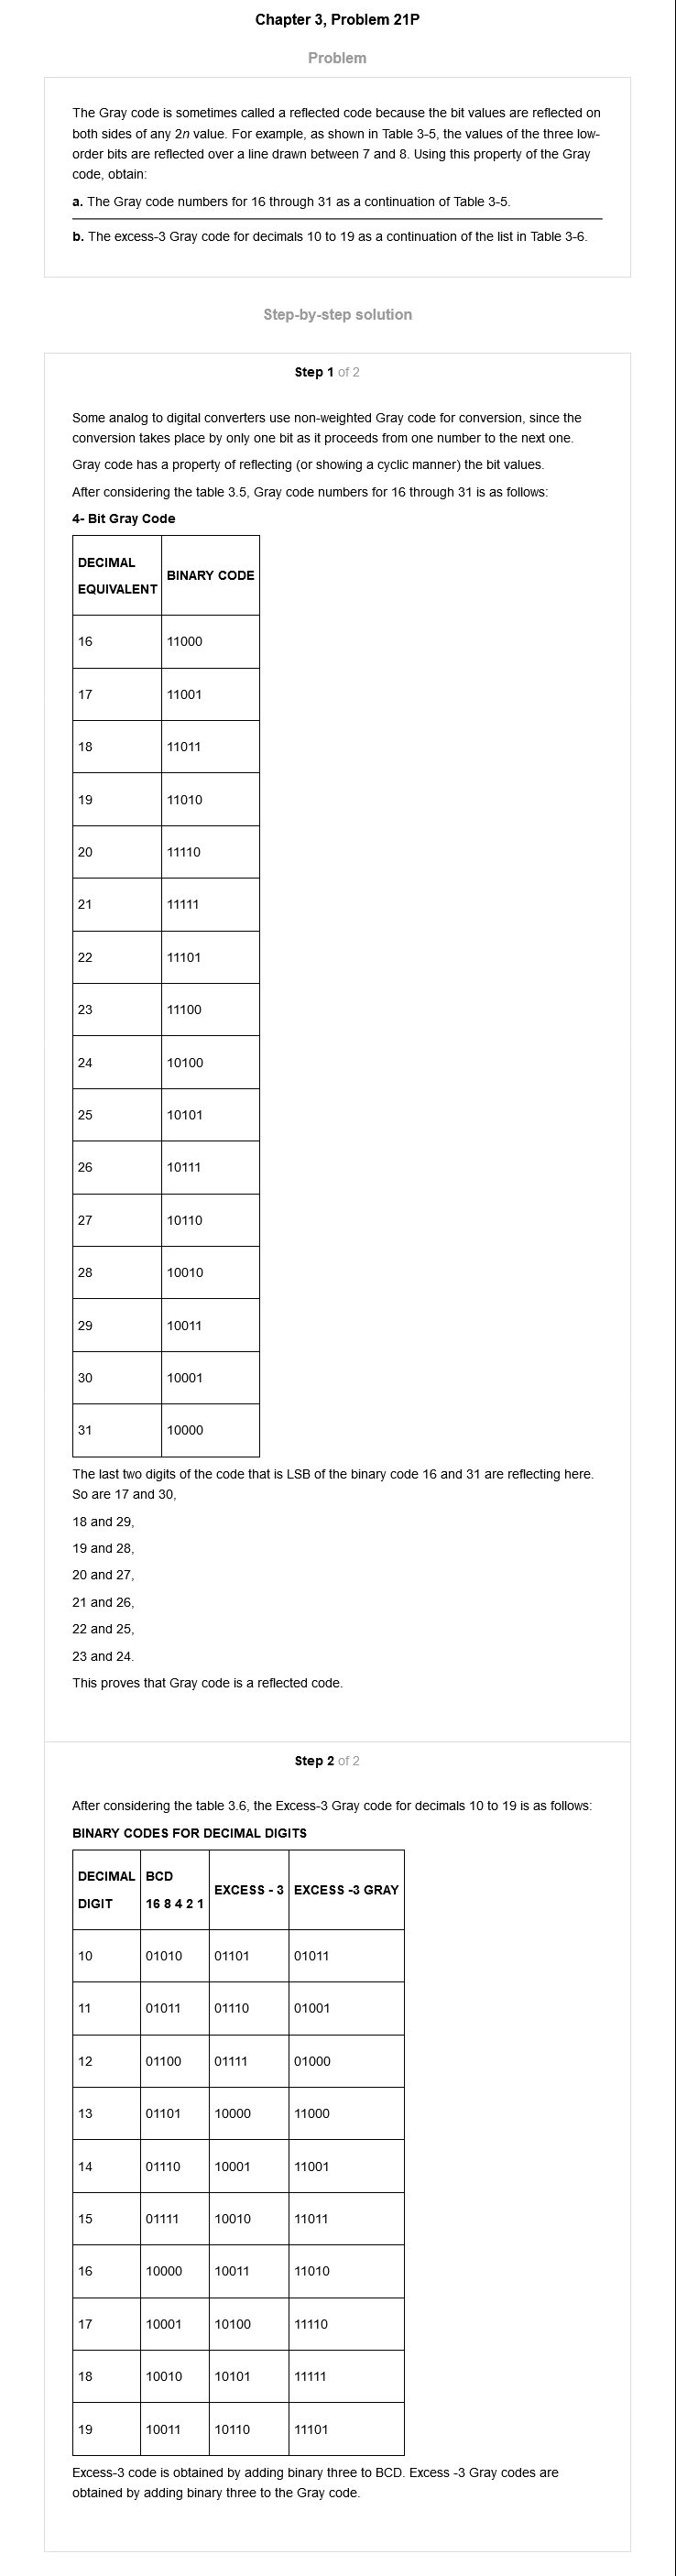 Chapter 3, Problem 21P
Problem
The Gray code is sometimes called a reflected code because the bit values are reflected on
both sides of any 2n value. For example, as shown in Table 3-5, the values of the three low-
order bits are reflected over a line drawn between 7 and 8. Using this property of the Gray
code, obtain:
a. The Gray code numbers for 16 through 31 as a continuation of Table 3-5.
b. The excess-3 Gray code for decimals 10 to 19 as a continuation of the list in Table 3-6.
Step-by-step solution
Step 1 of 2
Some analog to digital converters use non-weighted Gray code for conversion, since the
conversion takes place by only one bit as it proceeds from one number to the next one.
Gray code has a property of reflecting (or showing a cyclic manner) the bit values.
After considering the table 3.5, Gray code numbers for 16 through 31 is as follows:
4- Bit Gray Code
DECIMAL
EQUIVALENT BINARY CODE
16 11000
17 11001
18 11011
19 11010
20 11110
21 11111
22 11101
23 11100
24 10100
25 10101
26 10111
27 10110
28 10010
29 10011
30 10001
31 10000
The last two digits of the code that is LSB of the binary code 16 and 31 are reflecting here.
So are 17 and 30,
18 and 29,
19 and 28,
20 and 27,
21 and 26,
22 and 25,
23 and 24.
This proves that Gray code is a reflected code.
Step 2 of 2
After considering the table 3.6, the Excess-3 Gray code for decimals 10 to 19 is as follows:
BINARY CODES FOR DECIMAL DIGITS
DECIMAL BCD
DIGIT 16 8 4 2 1 EXCESS - 3 EXCESS -3 GRAY
10 01010 01101 01011
11 01011 01110 01001
12 01100 01111 01000
13 01101 10000 11000
14 01110 10001 11001
15 01111 10010 11011
16 10000 10011 11010
17 10001 10100 11110
18 10010 10101 11111
19 10011 10110 11101
Excess-3 code is obtained by adding binary three to BCD. Excess -3 Gray codes are
obtained by adding binary three to the Gray code.